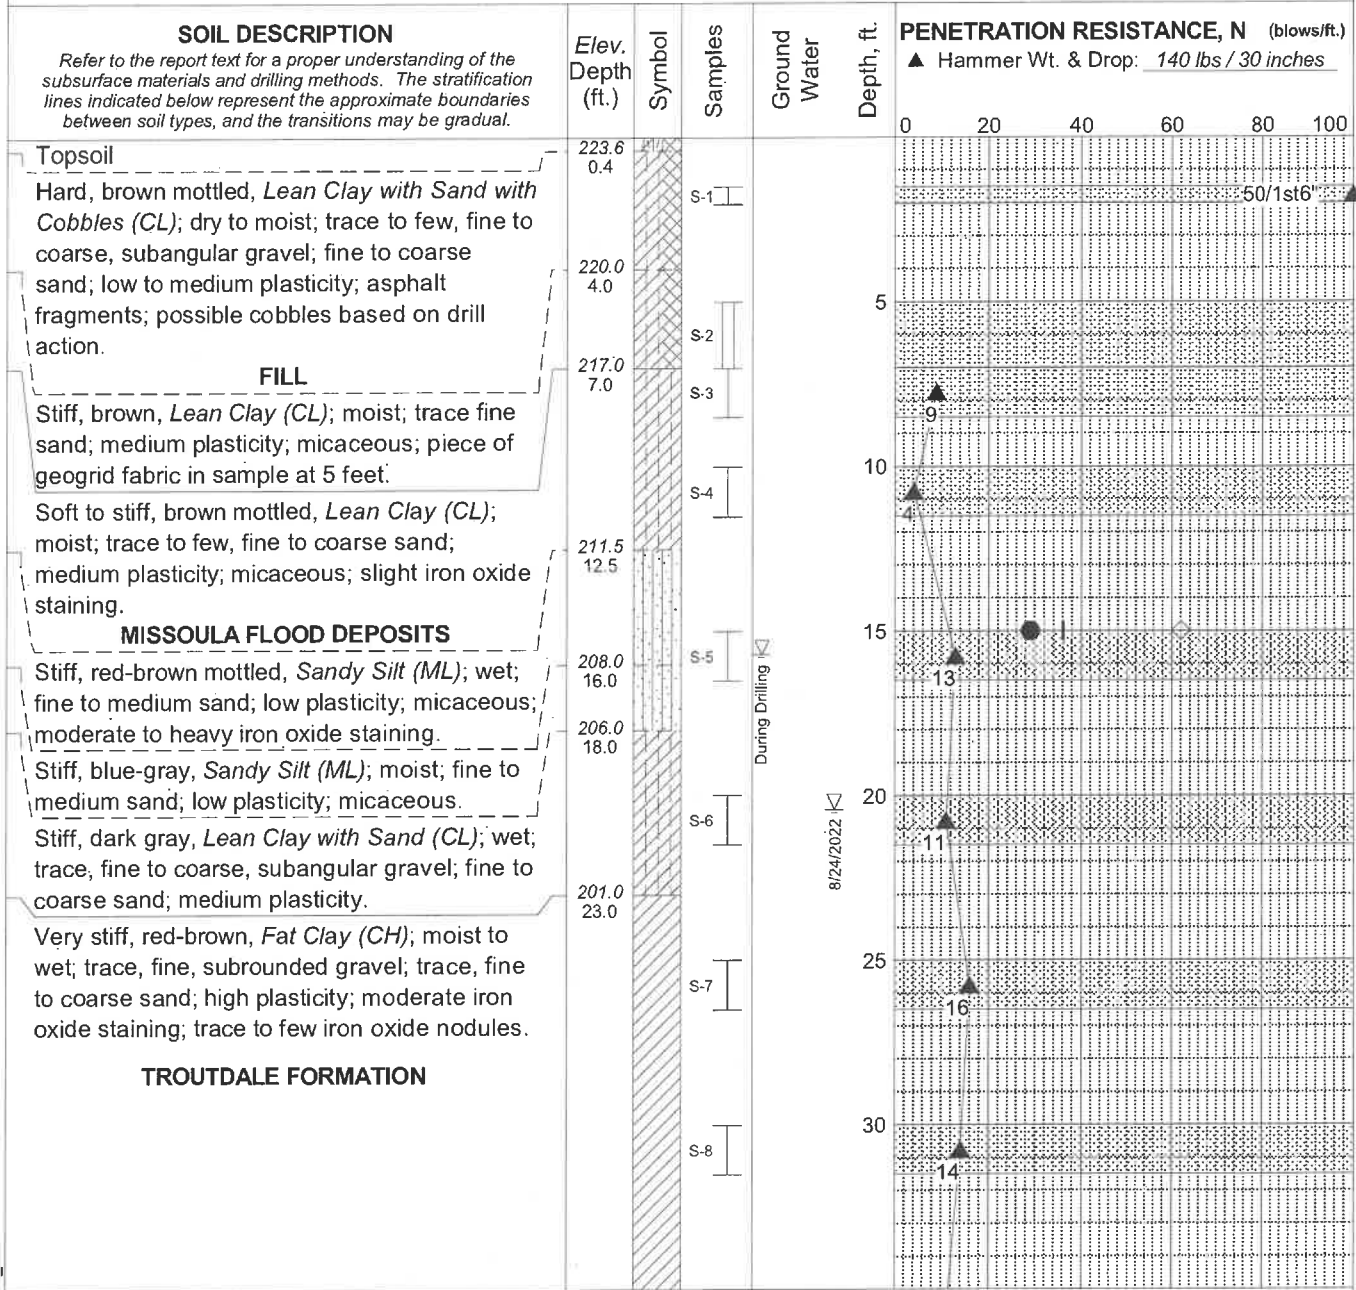 SOIL DESCRIPTION
Refer to the report text for a proper understanding of the
subsurface materials and drilling methods. The stratification
lines indicated below represent the approximate boundaries
between soil types, and the transitions may be gradual.
Elev.
Depth
(ft.)
Symbol
Samples
Ground
Water
Depth, ft.
PENETRATION RESISTANCE, N (blows/ft.)
▲ Hammer Wt. & Drop: 140 lbs / 30 inches
0 20 40 60 80 100
Topsoil
Hard, brown mottled, Lean Clay with Sand with
Cobbles (CL); dry to moist; trace to few, fine to
coarse, subangular gravel; fine to coarse
sand; low to medium plasticity; asphalt
fragments; possible cobbles based on drill
action.
FILL
Stiff, brown, Lean Clay (CL); moist; trace fine
sand; medium plasticity; micaceous; piece of
geogrid fabric in sample at 5 feet.
Soft to stiff, brown mottled, Lean Clay (CL);
moist; trace to few, fine to coarse sand;
medium plasticity; micaceous; slight iron oxide
staining.
MISSOULA FLOOD DEPOSITS
Stiff, red-brown mottled, Sandy Silt (ML); wet;
fine to medium sand; low plasticity; micaceous;
moderate to heavy iron oxide staining.
Stiff, blue-gray, Sandy Silt (ML); moist; fine to
medium sand; low plasticity; micaceous.
Stiff, dark gray, Lean Clay with Sand (CL); wet;
trace, fine to coarse, subangular gravel; fine to
coarse sand; medium plasticity.
Very stiff, red-brown, Fat Clay (CH); moist to
wet; trace, fine, subrounded gravel; trace, fine
to coarse sand; high plasticity; moderate iron
oxide staining; trace to few iron oxide nodules.
TROUTDALE FORMATION
223.6
0.4
220.0
4.0
217.0
7.0
211.5
12.5
208.0
16.0
206.0
18.0
201.0
23.0
S-1
S-2
S-3
S-4
S-5
S-6
S-7
S-8
During Drilling
8/24/2022
5
10
15
20
25
30
50/1st6"
9
4
13
11
16
14